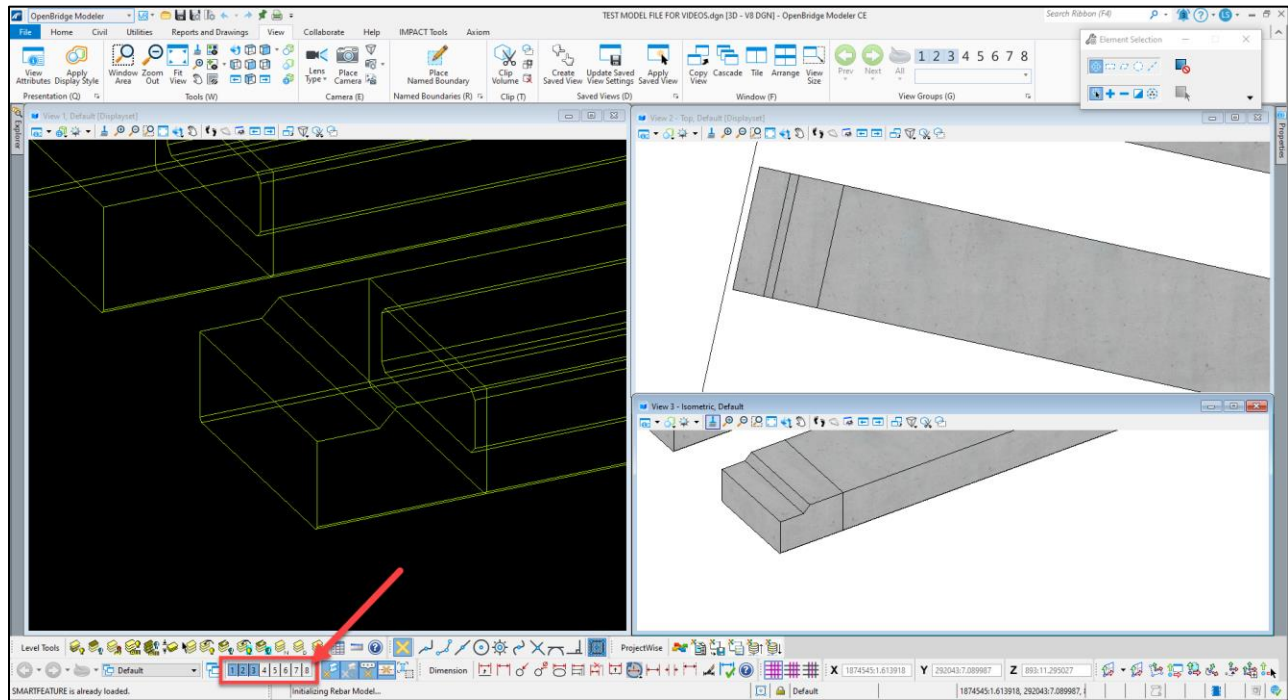 OpenBridge Modeler
TEST MODEL FILE FOR VIDEOS.dgn [3D - V8 DGN] - OpenBridge Modeler CE
Search Ribbon (F4)
File Home Civil Utilities Reports and Drawings View Collaborate Help IMPACT Tools Axiom
View Attributes
Apply Display Style
Window Area
Zoom Out
Fit View
Lens Type
Place Camera
Place Named Boundary
Clip Volume
Create Saved View
Update Saved View Settings
Apply Saved View
Copy View
Cascade
Tile
Arrange
View Size
Prev
Next
All
1 2 3 4 5 6 7 8
Presentation (Q)
Tools (W)
Camera (E)
Named Boundaries (R)
Clip (T)
Saved Views (D)
Window (F)
View Groups (G)
Element Selection
Explorer
View 1, Default [Displayset]
View 2 - Top, Default [Displayset]
Properties
View 3 - Isometric, Default
Level Tools
ProjectWise
Default
1 2 3 4 5 6 7 8
Dimension
X 1874545:1.613918 Y 292043:7.089987 Z 893:11.295027
SMARTFEATURE is already loaded.
Initializing Rebar Model...
Default
1874545:1.613918, 292043:7.089987,